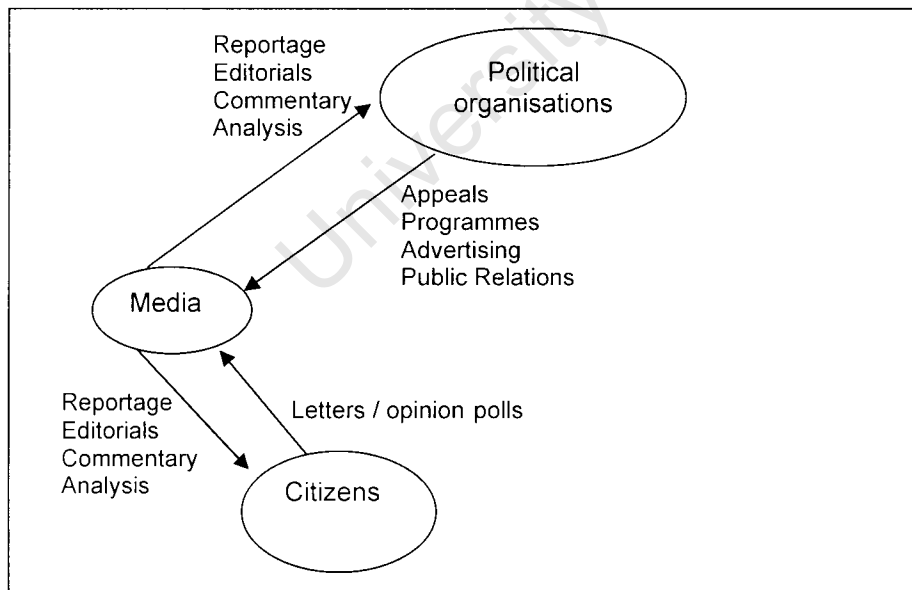 Reportage
Editorials
Commentary
Analysis
Political
organisations
Appeals
Programmes
Advertising
Public Relations
Media
Reportage
Editorials
Commentary
Analysis
Letters / opinion polls
Citizens
University